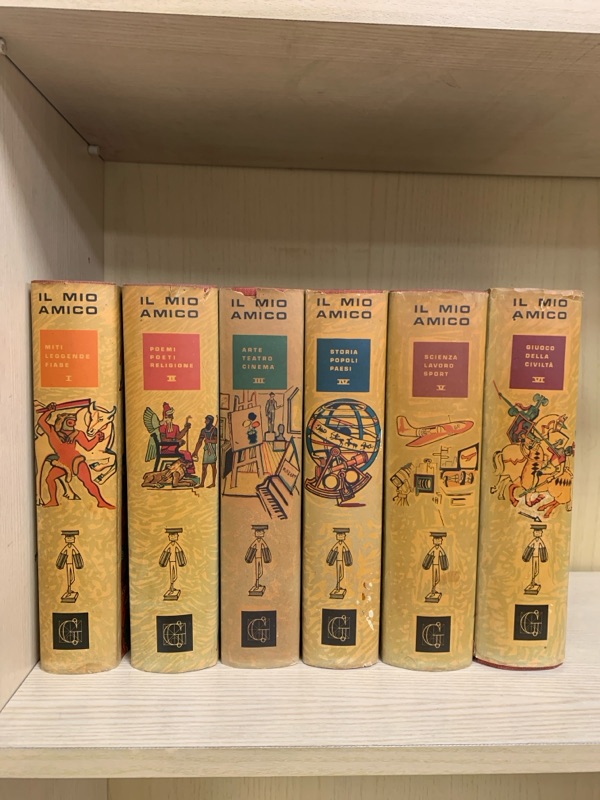 IL MIO
AMICO
MITI
LEGGENDE
FIABE
I
G
IL MIO
AMICO
POEMI
POETI
RELIGIONE
II
G
IL MIO
AMICO
ARTE
TEATRO
CINEMA
III
G
IL MIO
AMICO
STORIA
POPOLI
PAESI
IV
G
IL MIO
AMICO
SCIENZA
LAVORO
SPORT
V
G
IL MIO
AMICO
GIUOCO
DELLA
CIVILTÀ
VI
G